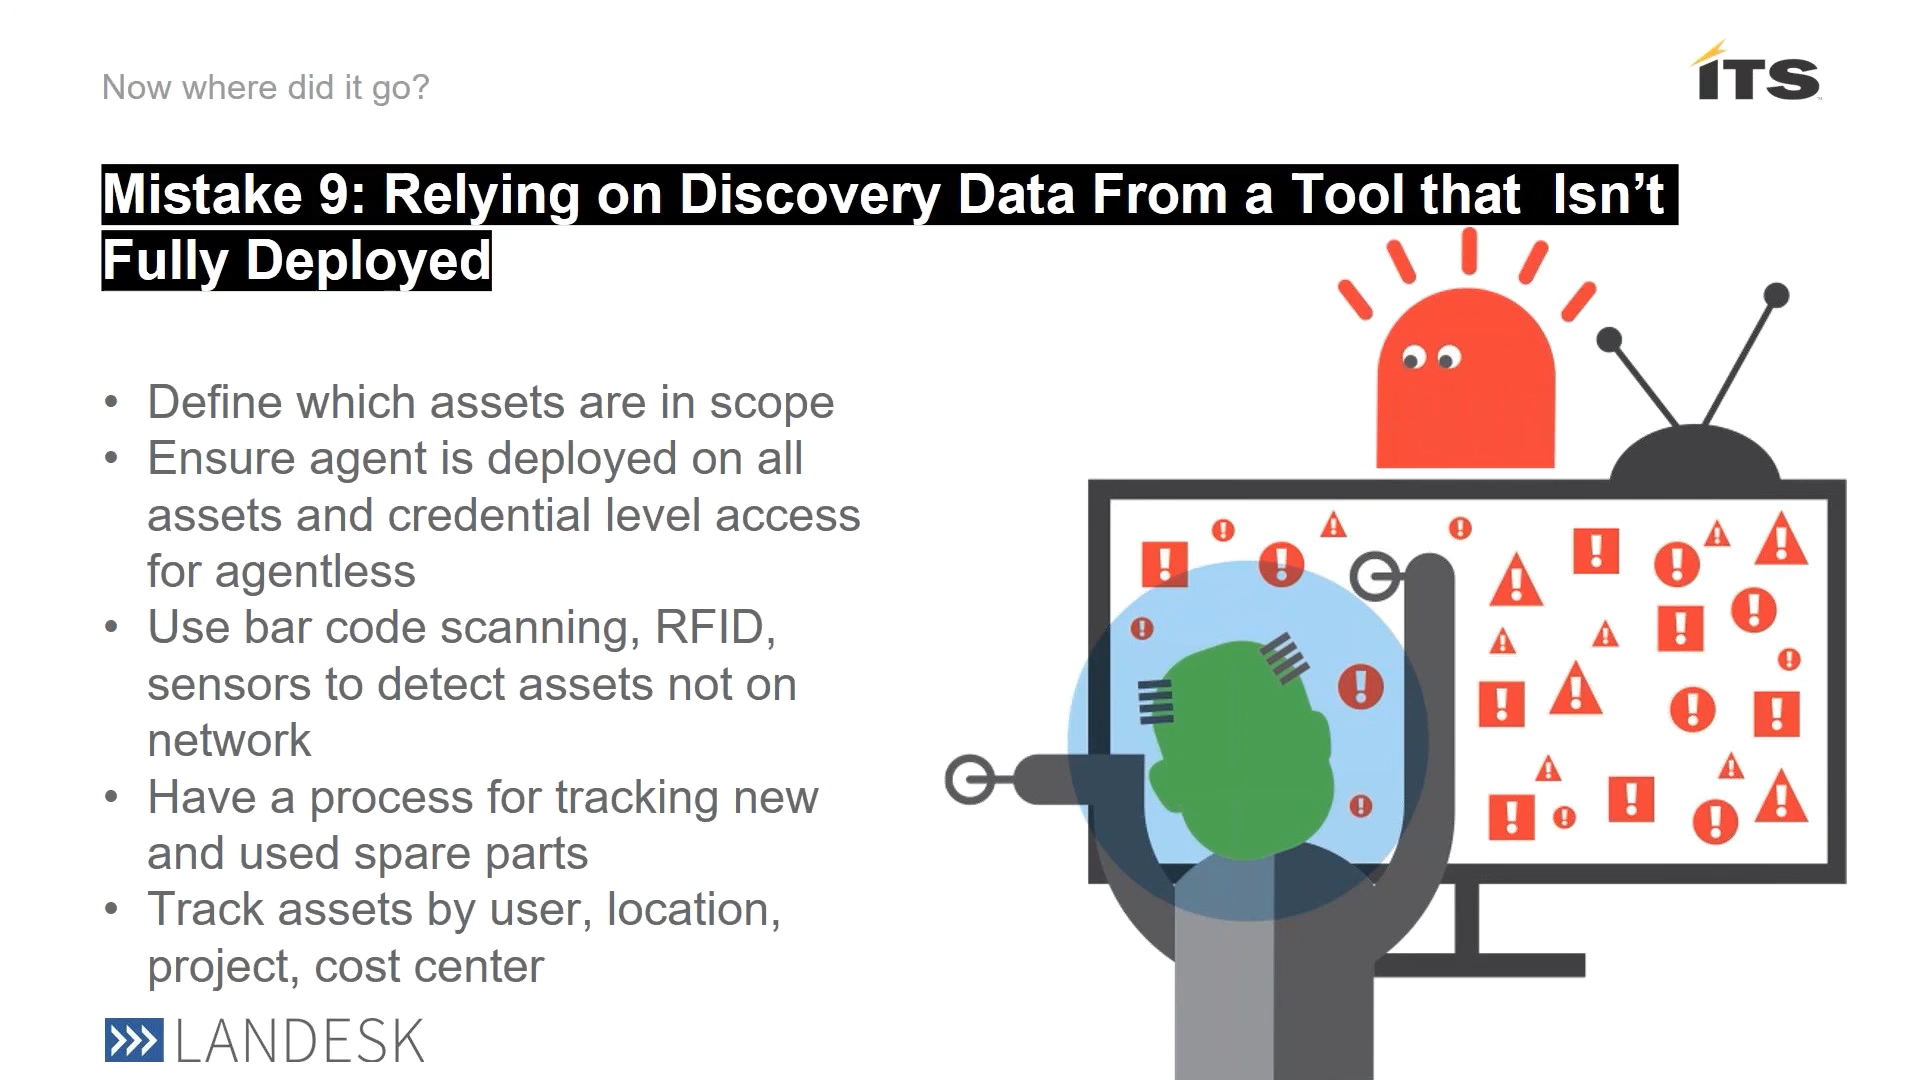 Now where did it go?
ITS
Mistake 9: Relying on Discovery Data From a Tool that  Isn’t
Fully Deployed
• Define which assets are in scope
• Ensure agent is deployed on all
assets and credential level access
for agentless
• Use bar code scanning, RFID,
sensors to detect assets not on
network
• Have a process for tracking new
and used spare parts
• Track assets by user, location,
project, cost center
LANDESK